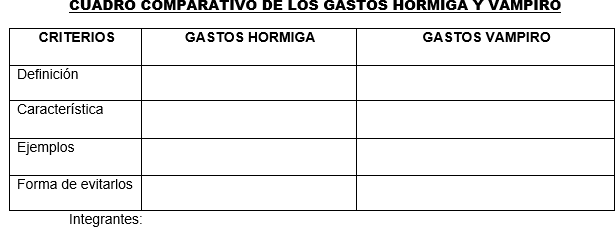 CUADRO COMPARATIVO DE LOS GASTOS HORMIGA Y VAMPIRO
CRITERIOS GASTOS HORMIGA GASTOS VAMPIRO
Definición
Característica
Ejemplos
Forma de evitarlos
Integrantes: